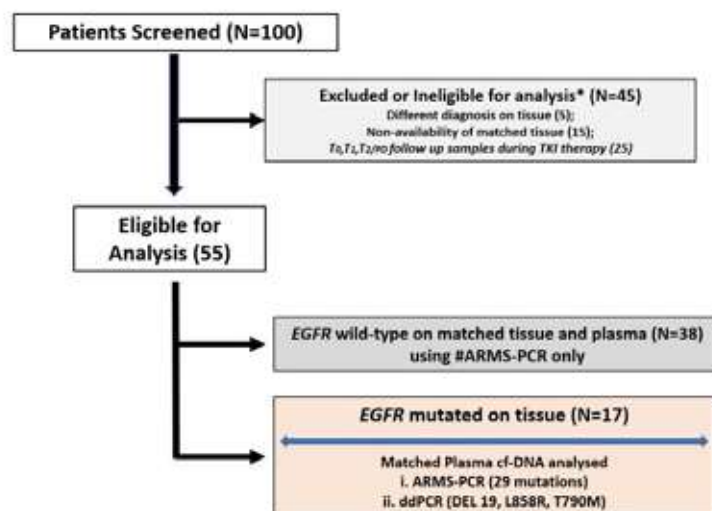 Patients Screened (N=100)
Excluded or Ineligible for analysis* (N=45)
Different diagnosis on tissue (5);
Non-availability of matched tissue (15);
T0,T1,T2/no follow up samples during TKI therapy (25)
Eligible for
Analysis (55)
EGFR wild-type on matched tissue and plasma (N=38)
using #ARMS-PCR only
EGFR mutated on tissue (N=17)
Matched Plasma cf-DNA analysed
i. ARMS-PCR (29 mutations)
ii. ddPCR (DEL 19, L858R, T790M)